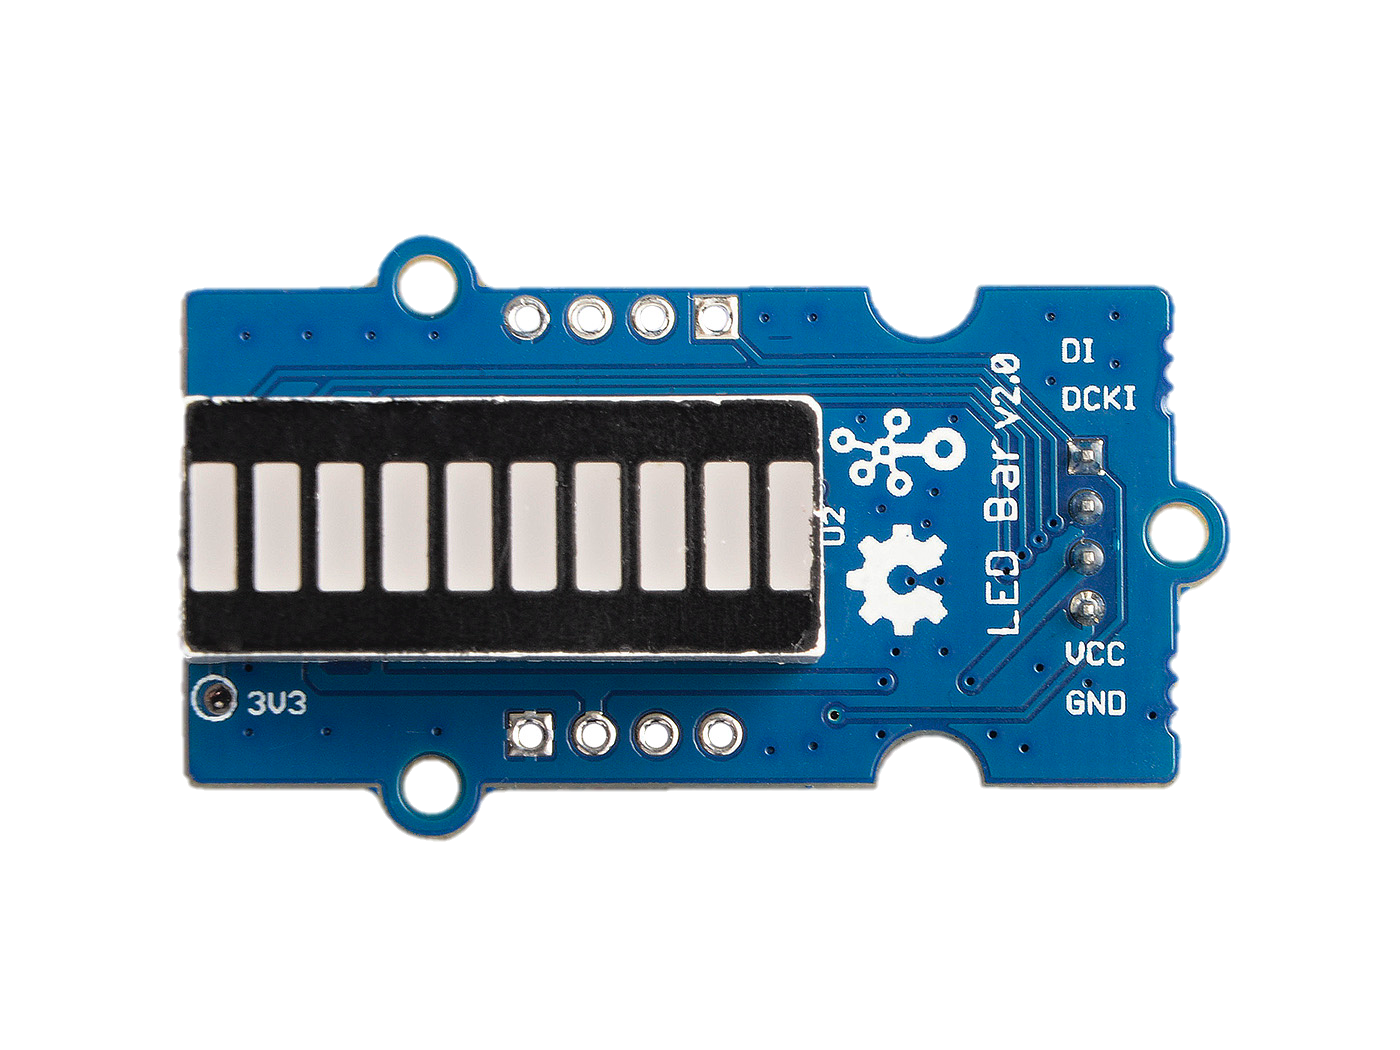 DI
DCKI
LED Bar v2.0
U2
VCC
GND
3V3